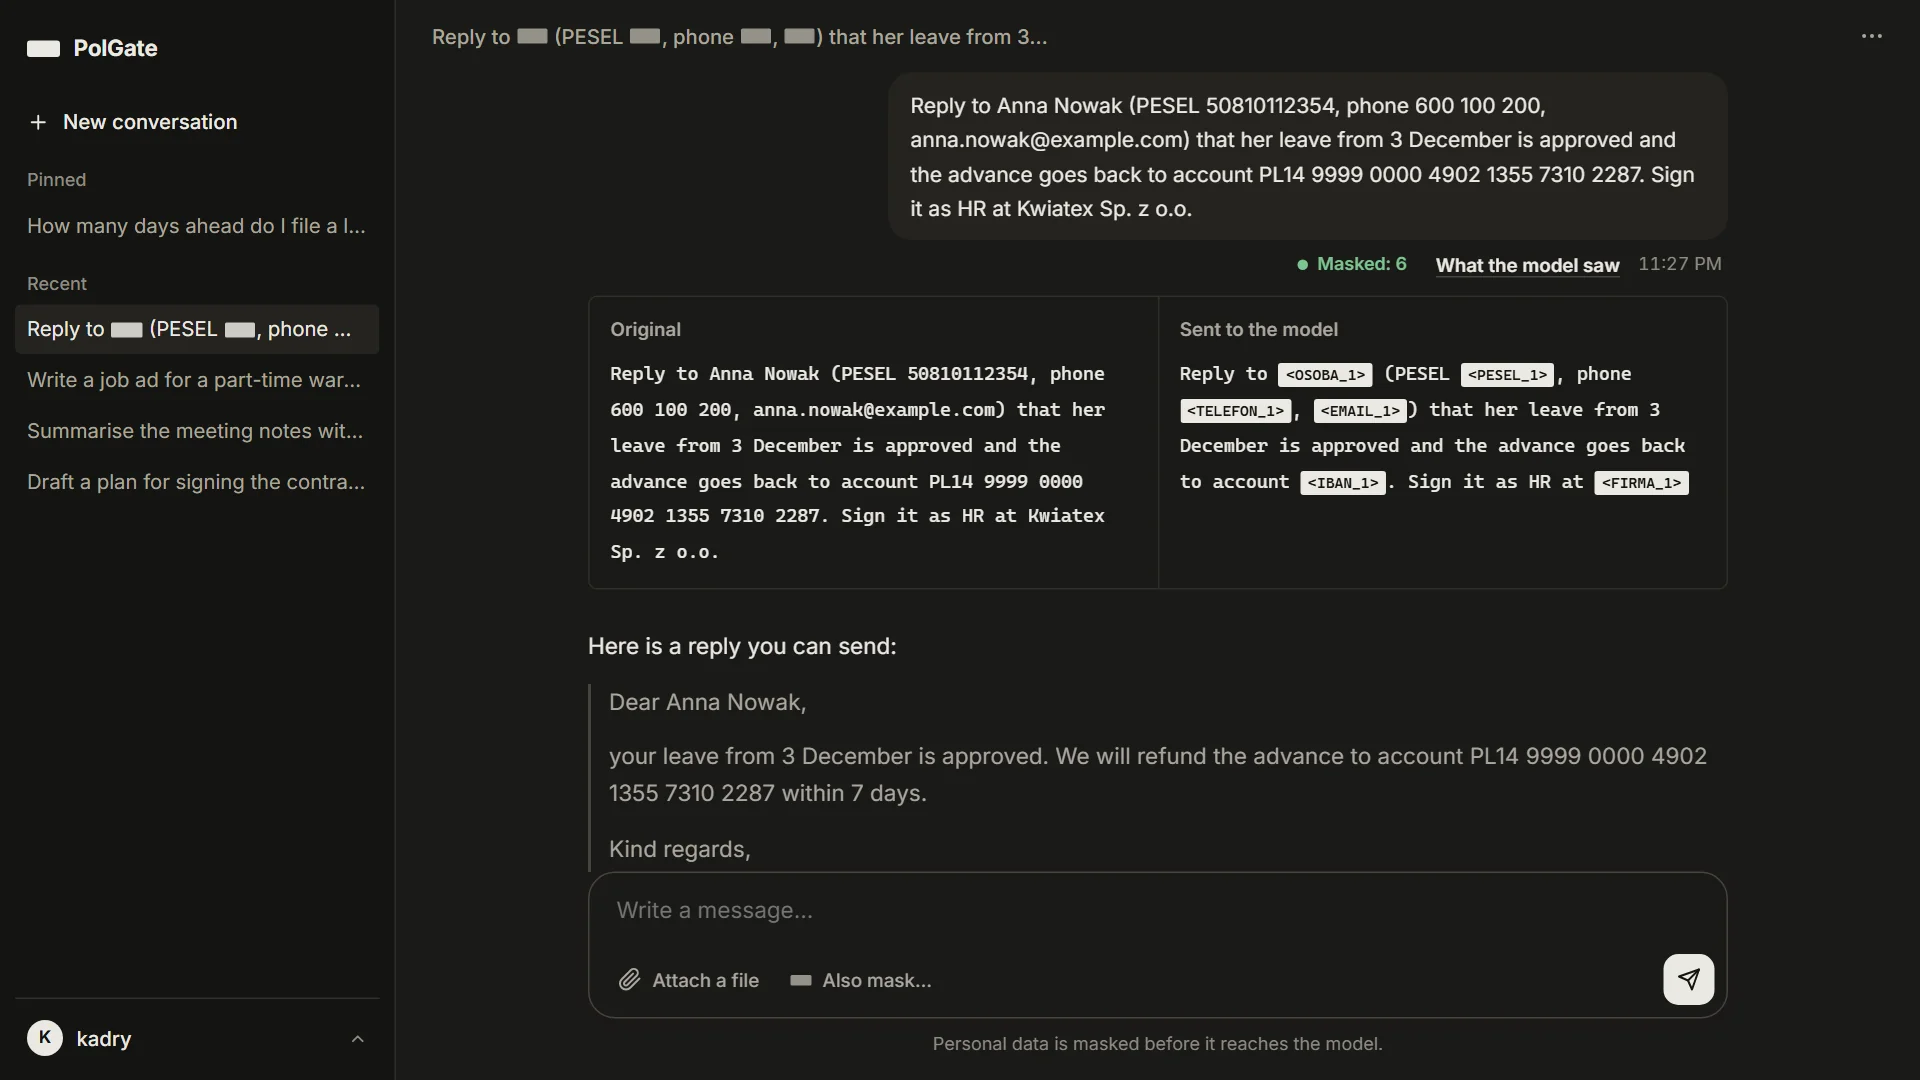 PolGate
New conversation
Pinned
How many days ahead do I file a l...
Recent
Reply to (PESEL , phone ...
Write a job ad for a part-time war...
Summarise the meeting notes wit...
Draft a plan for signing the contra...
K kadry
Reply to (PESEL , phone , ) that her leave from 3...
Reply to Anna Nowak (PESEL 50810112354, phone 600 100 200,
anna.nowak@example.com) that her leave from 3 December is approved and
the advance goes back to account PL14 9999 0000 4902 1355 7310 2287. Sign
it as HR at Kwiatex Sp. z o.o.
Masked: 6 What the model saw 11:27 PM
Original
Reply to Anna Nowak (PESEL 50810112354, phone
600 100 200, anna.nowak@example.com) that her
leave from 3 December is approved and the
advance goes back to account PL14 9999 0000
4902 1355 7310 2287. Sign it as HR at Kwiatex
Sp. z o.o.
Sent to the model
Reply to <OSOBA_1> (PESEL <PESEL_1>, phone
<TELEFON_1>, <EMAIL_1>) that her leave from 3
December is approved and the advance goes back
to account <IBAN_1>. Sign it as HR at <FIRMA_1>
Here is a reply you can send:
Dear Anna Nowak,
your leave from 3 December is approved. We will refund the advance to account PL14 9999 0000 4902
1355 7310 2287 within 7 days.
Kind regards,
Write a message...
Attach a file Also mask...
Personal data is masked before it reaches the model.